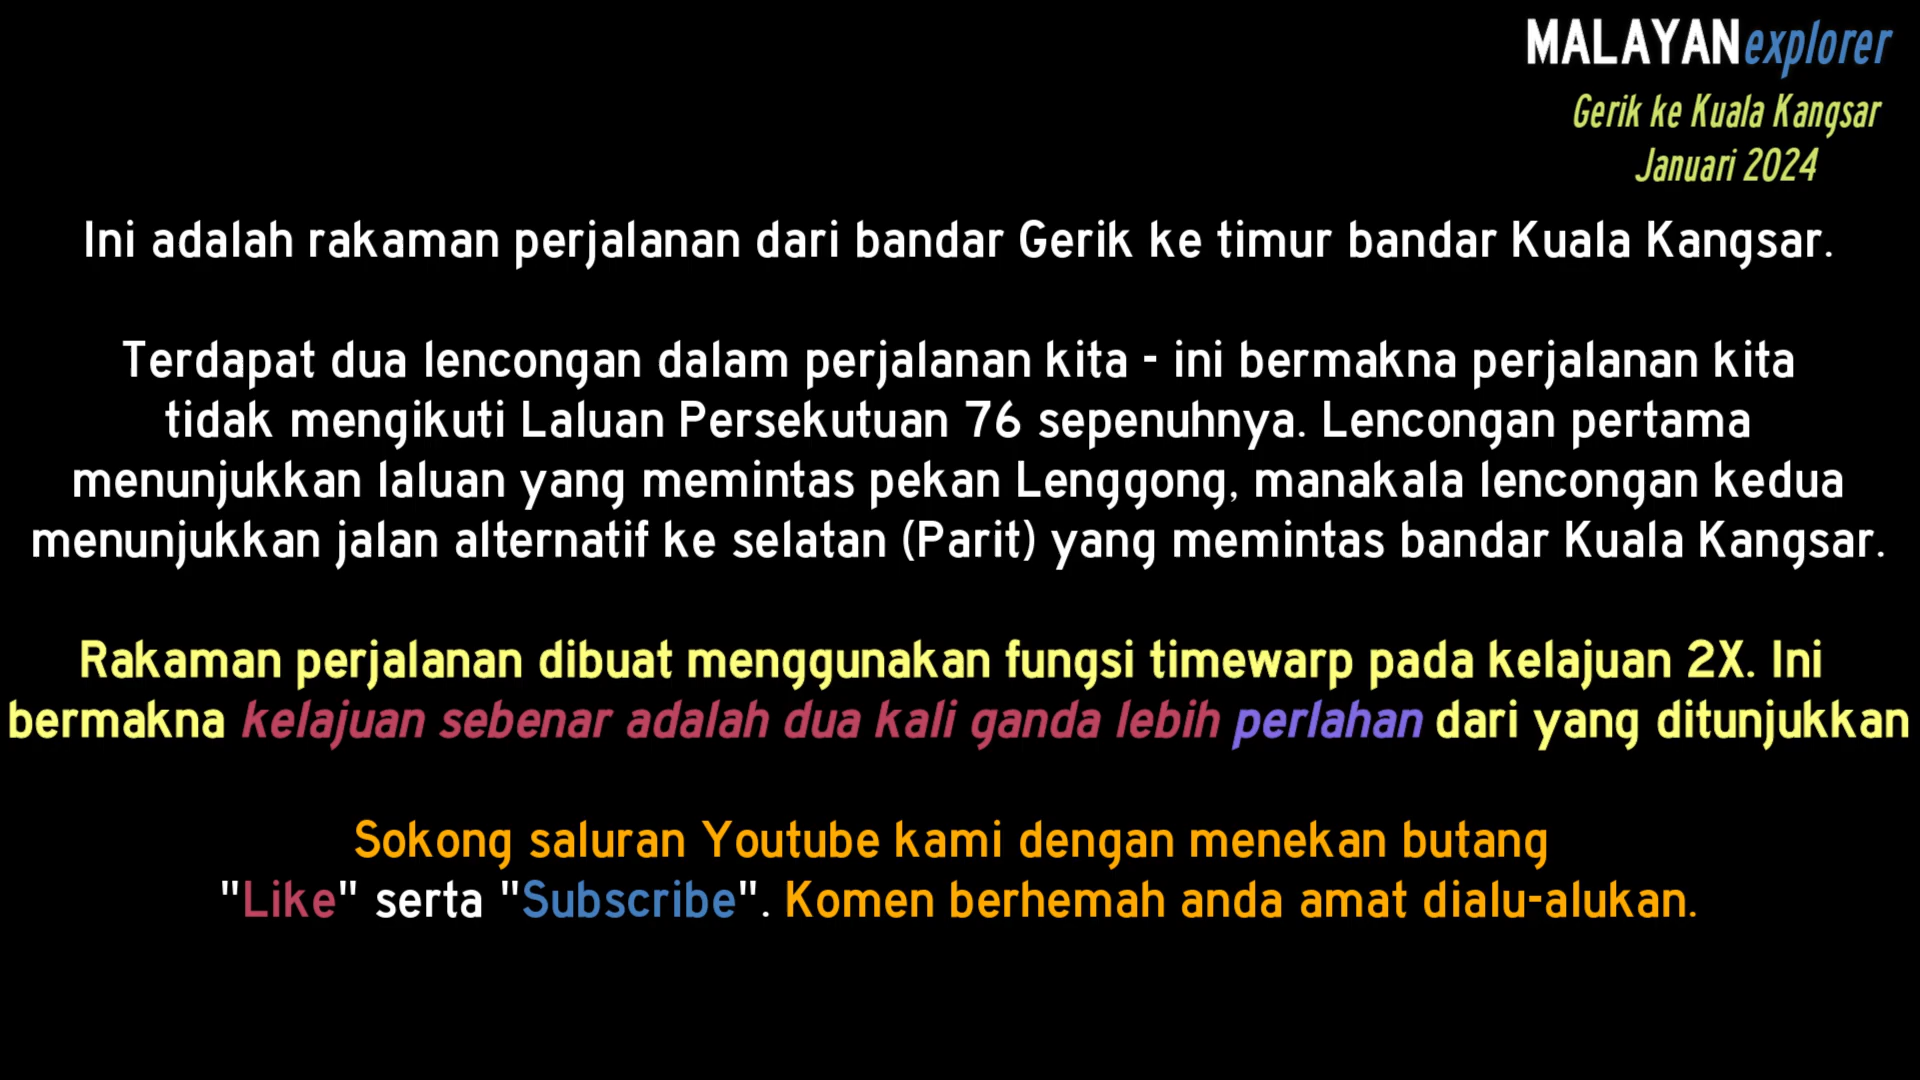 MALAYANexplorer
Gerik ke Kuala Kangsar
Januari 2024
Ini adalah rakaman perjalanan dari bandar Gerik ke timur bandar Kuala Kangsar.
Terdapat dua lencongan dalam perjalanan kita - ini bermakna perjalanan kita
tidak mengikuti Laluan Persekutuan 76 sepenuhnya. Lencongan pertama
menunjukkan laluan yang memintas pekan Lenggong, manakala lencongan kedua
menunjukkan jalan alternatif ke selatan (Parit) yang memintas bandar Kuala Kangsar.
Rakaman perjalanan dibuat menggunakan fungsi timewarp pada kelajuan 2X. Ini
bermakna kelajuan sebenar adalah dua kali ganda lebih perlahan dari yang ditunjukkan
Sokong saluran Youtube kami dengan menekan butang
"Like" serta "Subscribe". Komen berhemah anda amat dialu-alukan.